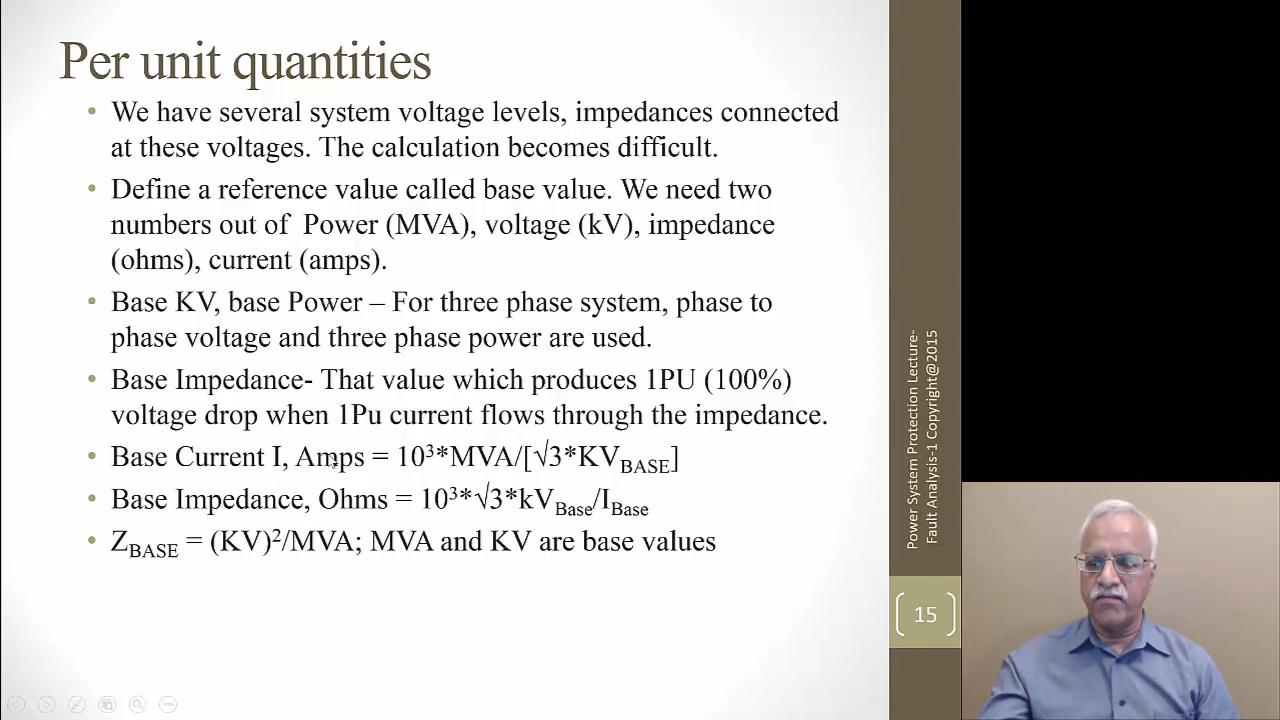 Per unit quantities
• We have several system voltage levels, impedances connected
at these voltages. The calculation becomes difficult.
• Define a reference value called base value. We need two
numbers out of Power (MVA), voltage (kV), impedance
(ohms), current (amps).
• Base KV, base Power – For three phase system, phase to
phase voltage and three phase power are used.
• Base Impedance- That value which produces 1PU (100%)
voltage drop when 1Pu current flows through the impedance.
• Base Current I, Amps = 10³*MVA/[√3*KV_BASE]
• Base Impedance, Ohms = 10³*√3*kV_Base/I_Base
• Z_BASE = (KV)²/MVA; MVA and KV are base values
Power System Protection Lecture-
Fault Analysis-1 Copyright@2015
15